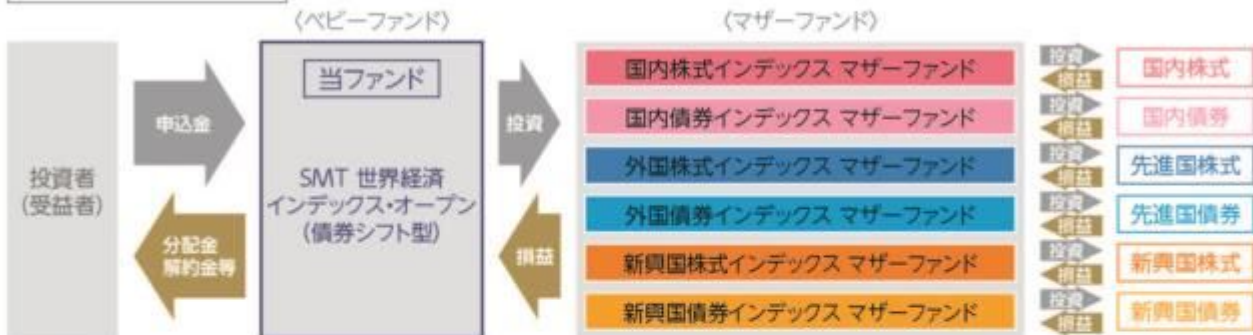 〈ベビーファンド〉
〈マザーファンド〉
投資者
(受益者)
申込金
分配金
解約金等
当ファンド
SMT 世界経済
インデックス・オープン
(債券シフト型)
投資
損益
国内株式インデックス マザーファンド
投資
損益
国内株式
国内債券インデックス マザーファンド
投資
損益
国内債券
外国株式インデックス マザーファンド
投資
損益
先進国株式
外国債券インデックス マザーファンド
投資
損益
先進国債券
新興国株式インデックス マザーファンド
投資
損益
新興国株式
新興国債券インデックス マザーファンド
投資
損益
新興国債券